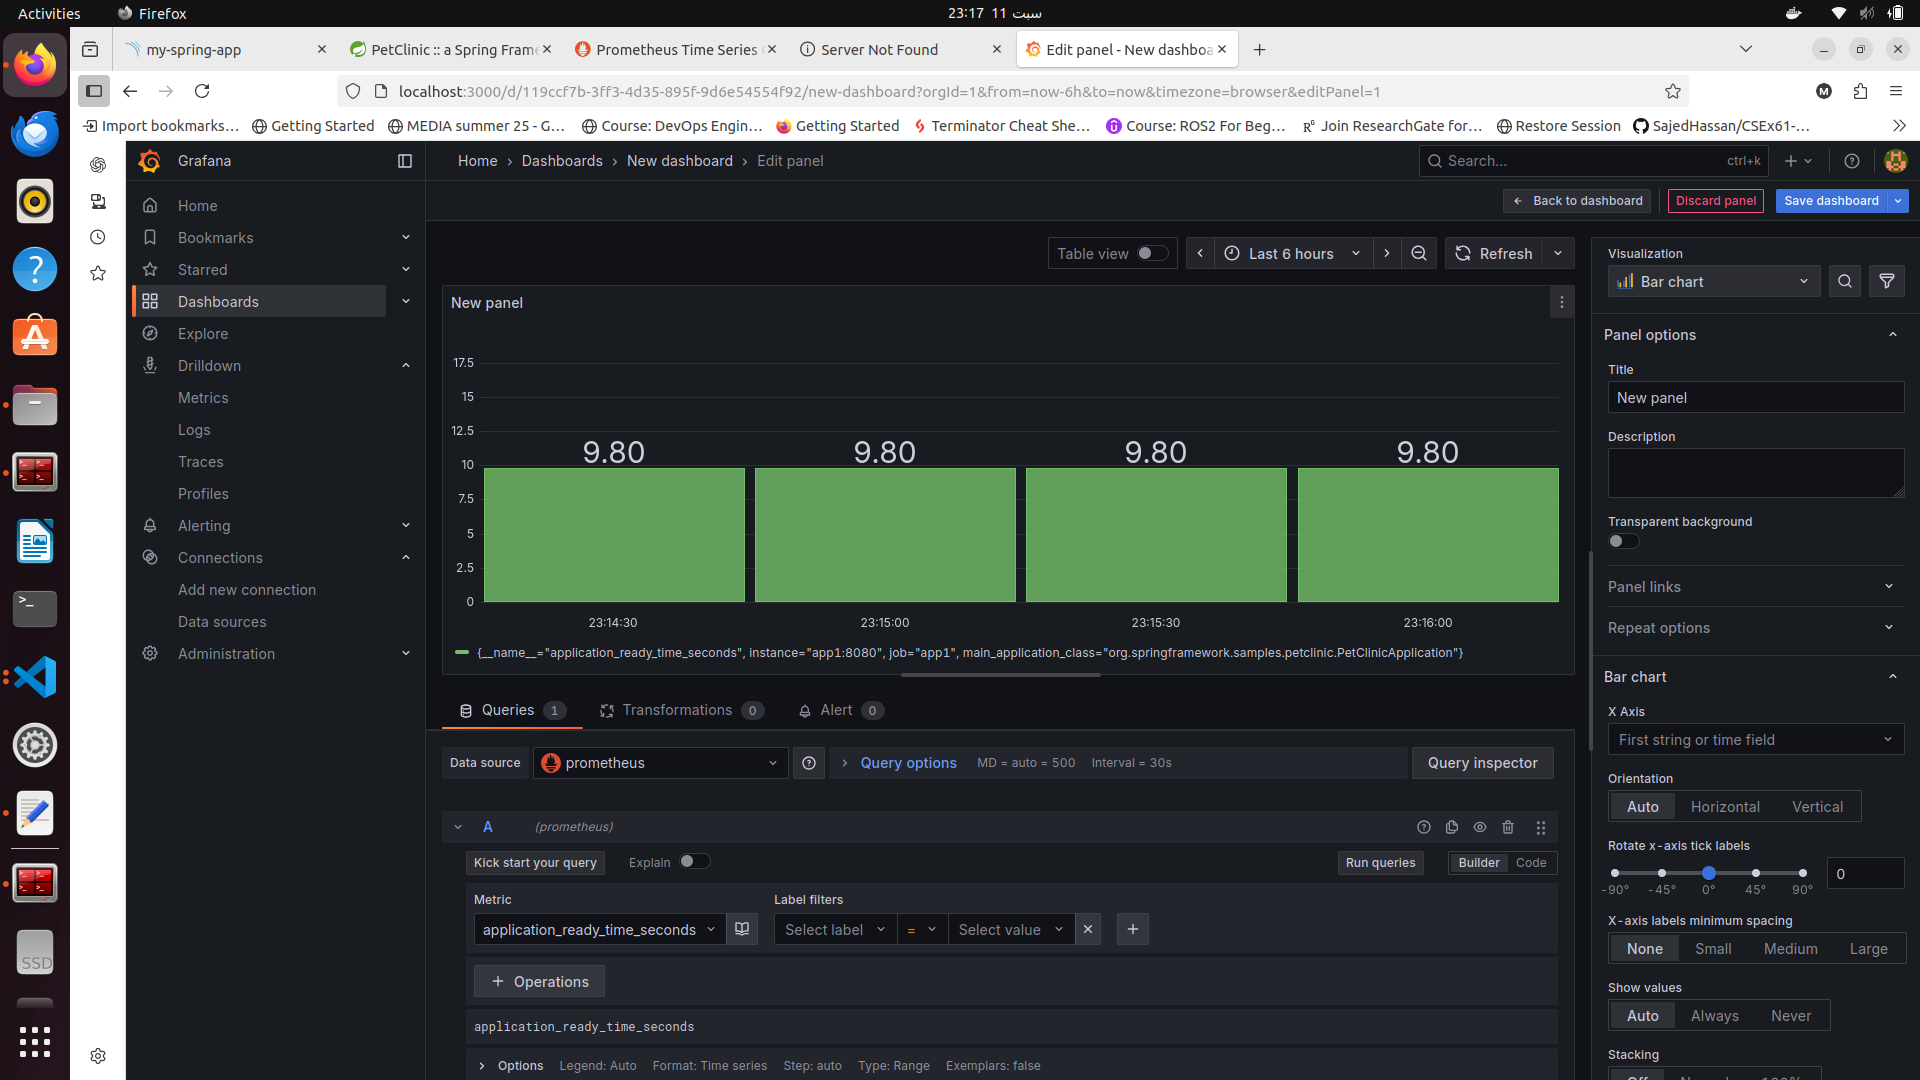 Activities
Firefox
23:17 11 سبت
my-spring-app
PetClinic :: a Spring Frame
Prometheus Time Series
Server Not Found
Edit panel - New dashboa
localhost:3000/d/119ccf7b-3ff3-4d35-895f-9d6e54554f92/new-dashboard?orgId=1&from=now-6h&to=now&timezone=browser&editPanel=1
M
Import bookmarks…
Getting Started
MEDIA summer 25 - G…
Course: DevOps Engin…
Getting Started
Terminator Cheat She…
Course: ROS2 For Beg…
Join ResearchGate for…
Restore Session
SajedHassan/CSEx61-…
Grafana
Home › Dashboards › New dashboard › Edit panel
Search...
ctrl+k
Back to dashboard
Discard panel
Save dashboard
Home
Bookmarks
Starred
Dashboards
Explore
Drilldown
Metrics
Logs
Traces
Profiles
Alerting
Connections
Add new connection
Data sources
Administration
SSD
Table view
Last 6 hours
Refresh
New panel
17.5
15
12.5
10
7.5
5
2.5
0
9.80
9.80
9.80
9.80
23:14:30
23:15:00
23:15:30
23:16:00
{__name__="application_ready_time_seconds", instance="app1:8080", job="app1", main_application_class="org.springframework.samples.petclinic.PetClinicApplication"}
Queries 1
Transformations 0
Alert 0
Data source
prometheus
Query options
MD = auto = 500
Interval = 30s
Query inspector
A
(prometheus)
Kick start your query
Explain
Run queries
Builder
Code
Metric
Label filters
application_ready_time_seconds
Select label
=
Select value
+ Operations
application_ready_time_seconds
Options
Legend: Auto
Format: Time series
Step: auto
Type: Range
Exemplars: false
Visualization
Bar chart
Panel options
Title
New panel
Description
Transparent background
Panel links
Repeat options
Bar chart
X Axis
First string or time field
Orientation
Auto
Horizontal
Vertical
Rotate x-axis tick labels
-90°
-45°
0°
45°
90°
0
X-axis labels minimum spacing
None
Small
Medium
Large
Show values
Auto
Always
Never
Stacking